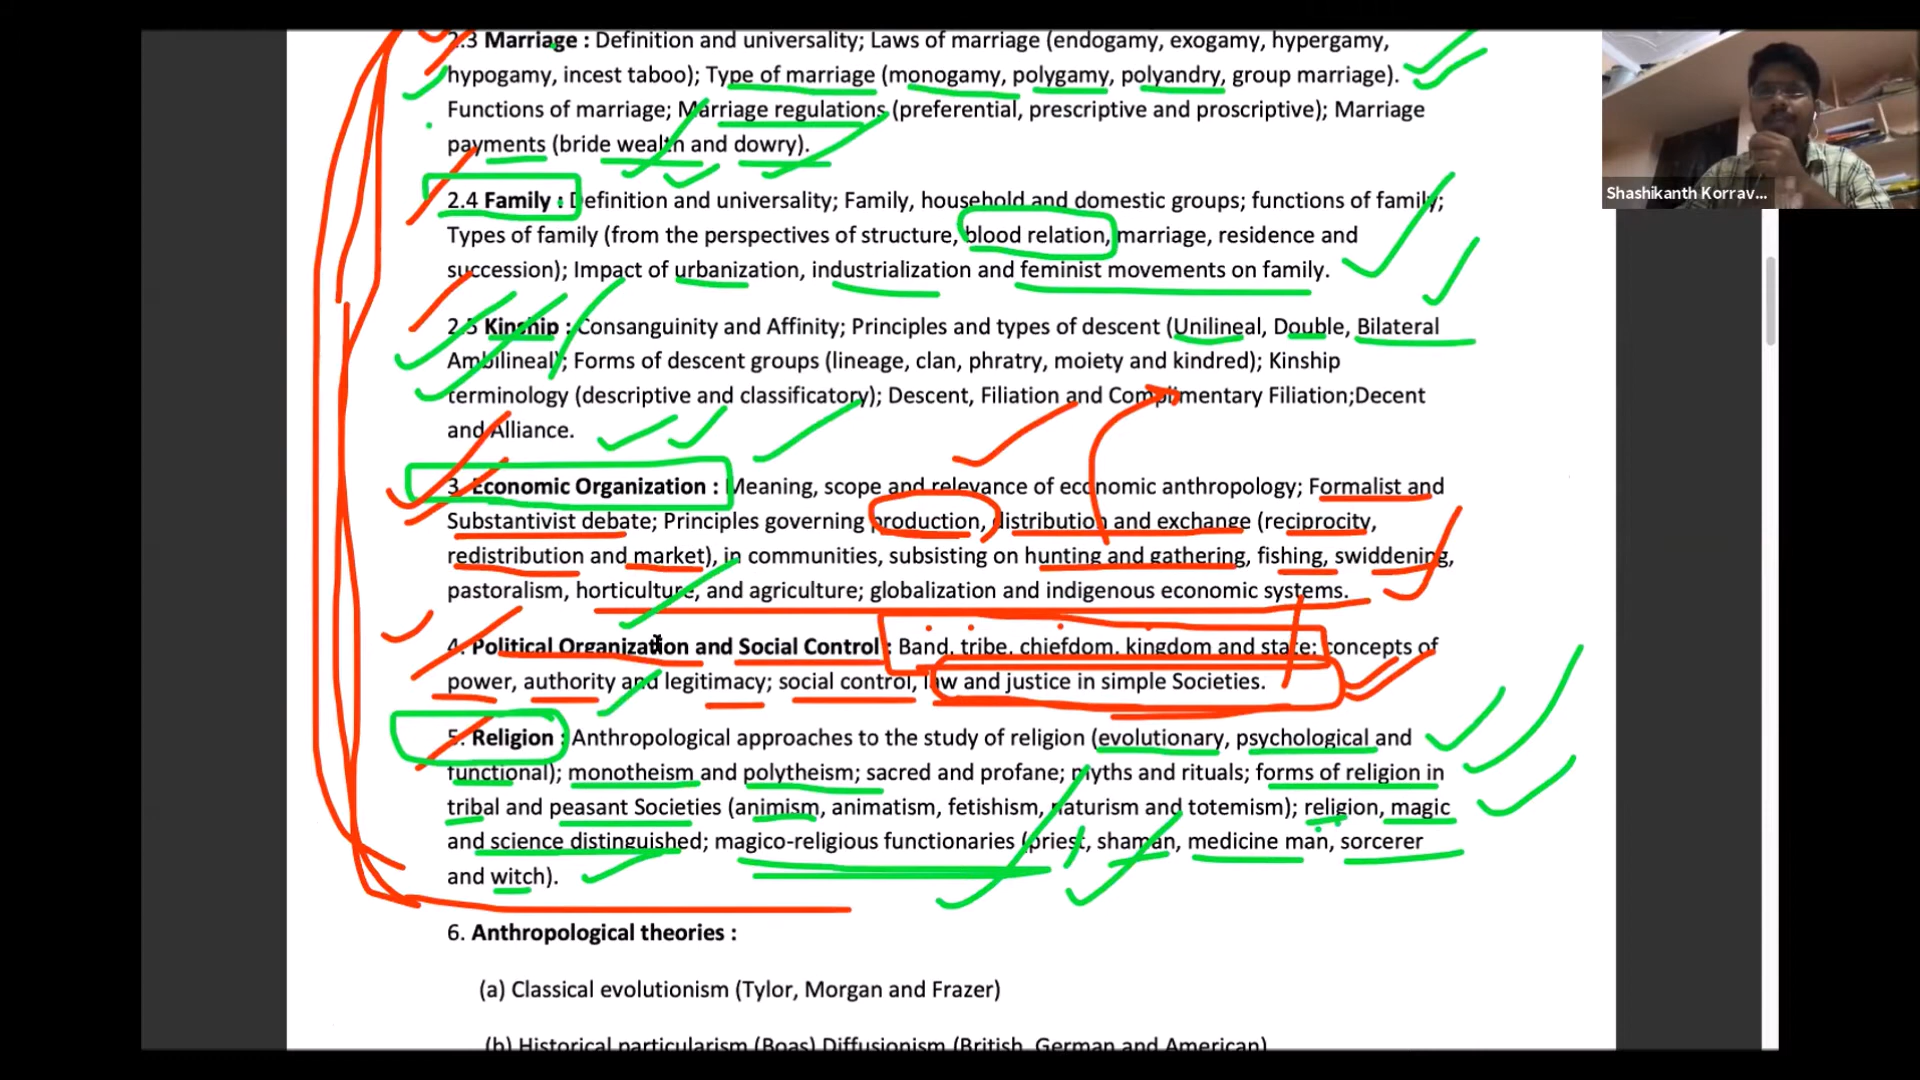 2.3 Marriage : Definition and universality; Laws of marriage (endogamy, exogamy, hypergamy,
hypogamy, incest taboo); Type of marriage (monogamy, polygamy, polyandry, group marriage).
Functions of marriage; Marriage regulations (preferential, prescriptive and proscriptive); Marriage
payments (bride wealth and dowry).
2.4 Family : Definition and universality; Family, household and domestic groups; functions of family;
Types of family (from the perspectives of structure, blood relation, marriage, residence and
succession); Impact of urbanization, industrialization and feminist movements on family.
2.5 Kinship : Consanguinity and Affinity; Principles and types of descent (Unilineal, Double, Bilateral
Ambilineal); Forms of descent groups (lineage, clan, phratry, moiety and kindred); Kinship
terminology (descriptive and classificatory); Descent, Filiation and Complimentary Filiation;Decent
and Alliance.
3. Economic Organization : Meaning, scope and relevance of economic anthropology; Formalist and
Substantivist debate; Principles governing production, distribution and exchange (reciprocity,
redistribution and market), in communities, subsisting on hunting and gathering, fishing, swiddening,
pastoralism, horticulture, and agriculture; globalization and indigenous economic systems.
4. Political Organization and Social Control : Band, tribe, chiefdom, kingdom and state; concepts of
power, authority and legitimacy; social control, law and justice in simple Societies.
5. Religion : Anthropological approaches to the study of religion (evolutionary, psychological and
functional); monotheism and polytheism; sacred and profane; myths and rituals; forms of religion in
tribal and peasant Societies (animism, animatism, fetishism, naturism and totemism); religion, magic
and science distinguished; magico-religious functionaries (priest, shaman, medicine man, sorcerer
and witch).
6. Anthropological theories :
(a) Classical evolutionism (Tylor, Morgan and Frazer)
(b) Historical particularism (Boas) Diffusionism (British, German and American)
Shashikanth Korrav...